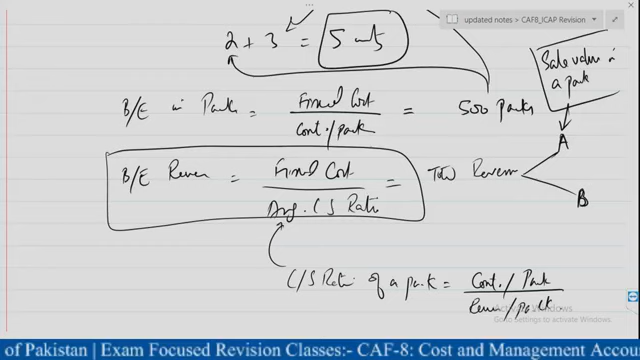 updated notes > CAF8_ICAP Revision
2 + 3 = 5 units
Sale value in
a pack
B/E in Packs = Fixed Cost / Cont./pack = 500 packs
A
B/E Reven = Fixed Cost / Avg. C/S Ratio = Total Revenue
B
C/S Ratio of a pack = Cont./Pack / Reven/pack
Activate Windows
Go to Settings to activate Windows.
of Pakistan | Exam Focused Revision Classes:- CAF-8: Cost and Management Accou